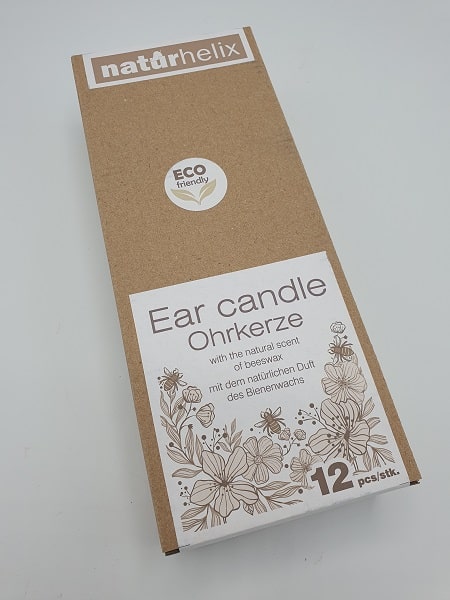 natûrhelix
ECO
friendly
Ear candle
Ohrkerze
with the natural scent
of beeswax
mit dem natürlichen Duft
des Bienenwachs
12 pcs/stk.